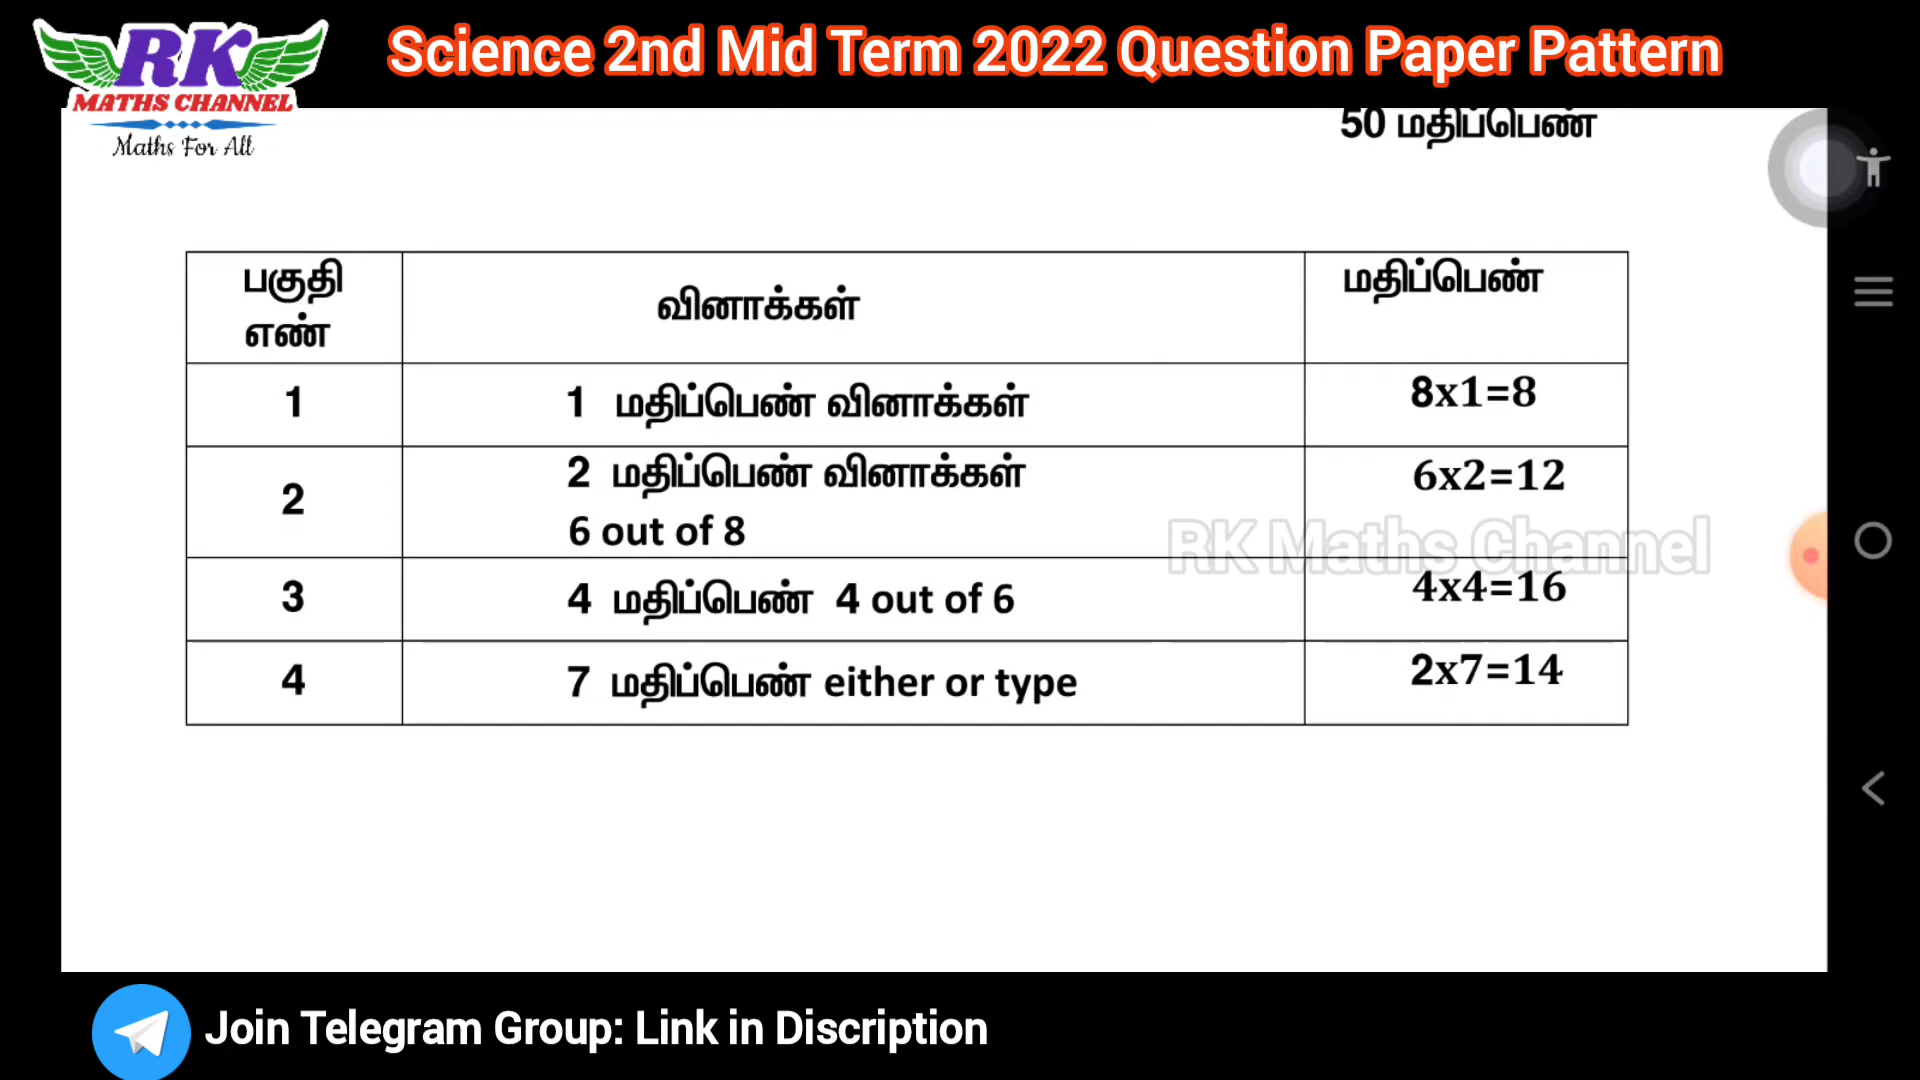 RK
MATHS CHANNEL
Maths For All
Science 2nd Mid Term 2022 Question Paper Pattern
50 மதிப்பெண்
பகுதி எண்
வினாக்கள்
மதிப்பெண்
1
1 மதிப்பெண் வினாக்கள்
8x1=8
2
2 மதிப்பெண் வினாக்கள்
6 out of 8
6x2=12
RK Maths Channel
3
4 மதிப்பெண் 4 out of 6
4x4=16
4
7 மதிப்பெண் either or type
2x7=14
Join Telegram Group: Link in Discription